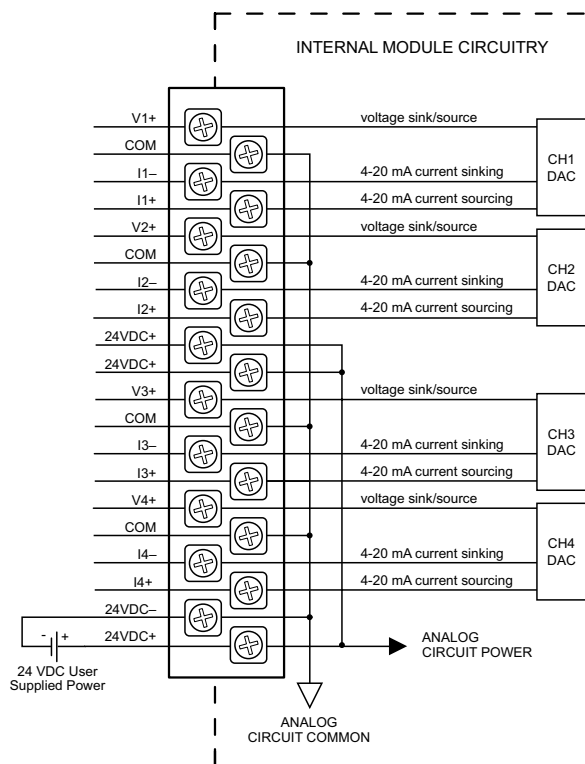 INTERNAL MODULE CIRCUITRY
V1+
voltage sink/source
COM
I1–
4-20 mA current sinking
CH1
DAC
I1+
4-20 mA current sourcing
V2+
voltage sink/source
COM
I2–
4-20 mA current sinking
CH2
DAC
I2+
4-20 mA current sourcing
24VDC+
24VDC+
V3+
voltage sink/source
COM
I3–
4-20 mA current sinking
CH3
DAC
I3+
4-20 mA current sourcing
V4+
voltage sink/source
COM
I4–
4-20 mA current sinking
CH4
DAC
I4+
4-20 mA current sourcing
24VDC–
- +
24VDC+
24 VDC User
Supplied Power
ANALOG
CIRCUIT POWER
ANALOG
CIRCUIT COMMON